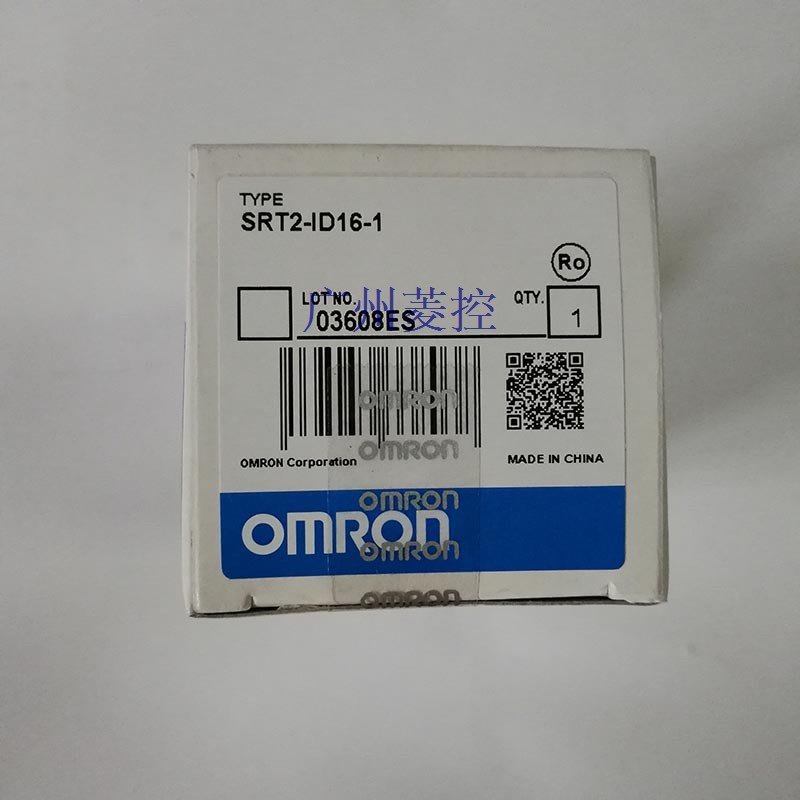 TYPE
SRT2-ID16-1
Ro
LOT NO. QTY.
03608ES 1
广州菱控
OMRON
OMRON
OMRON Corporation
MADE IN CHINA
OMRON
OMRON
OMRON
OMRON